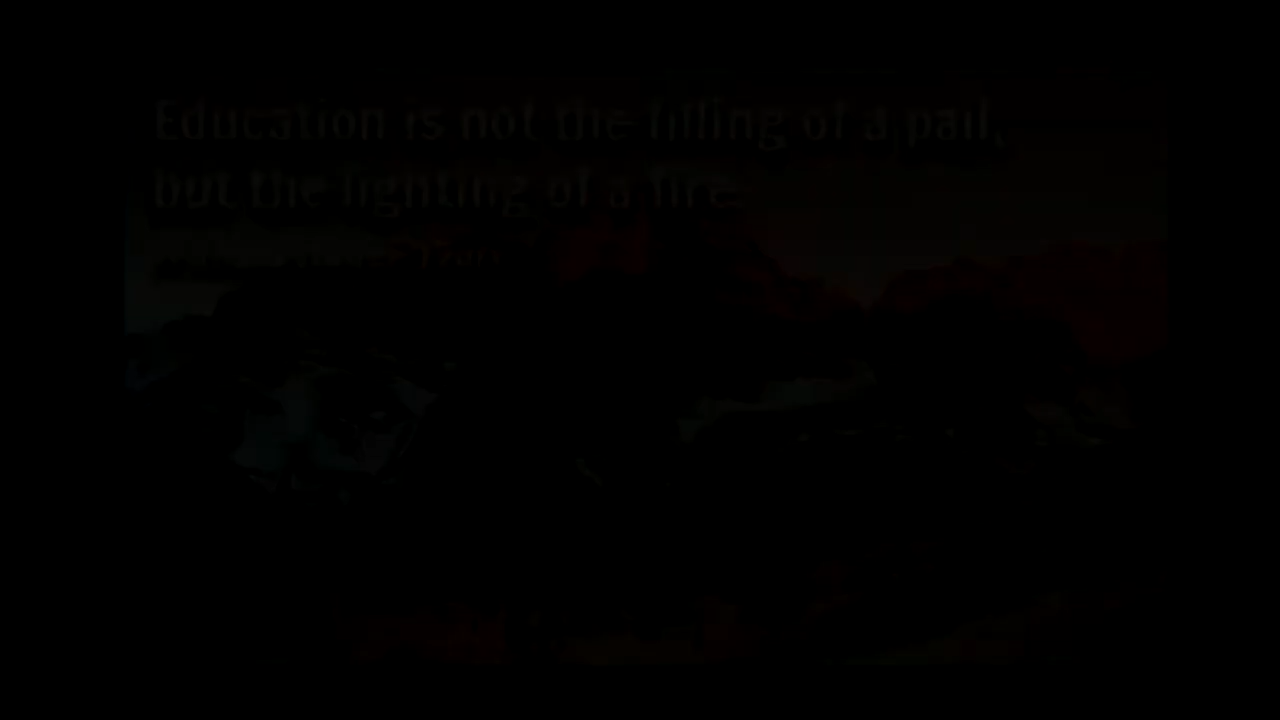 Education is not the filling of a pail,
but the lighting of a fire